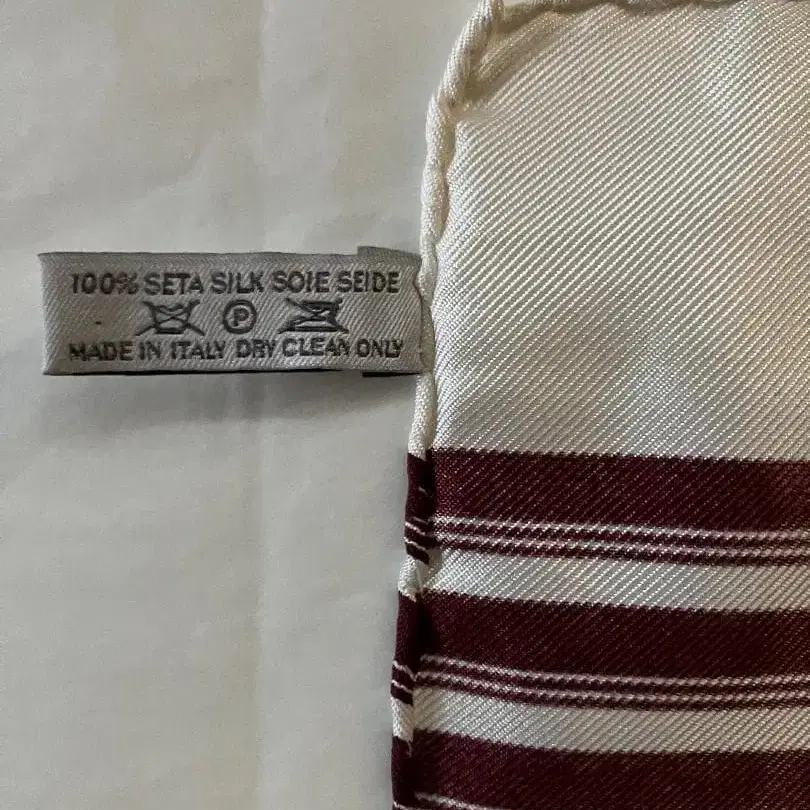 100% SETA SILK SOIE SEIDE
P
MADE IN ITALY DRY CLEAN ONLY